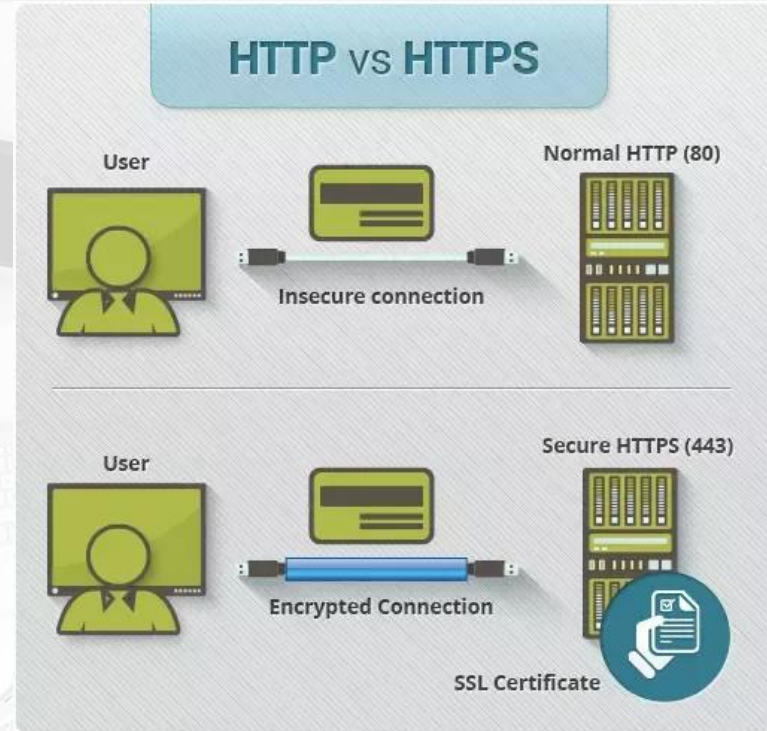 HTTP vs HTTPS
User
Normal HTTP (80)
Insecure connection
User
Secure HTTPS (443)
Encrypted Connection
SSL Certificate